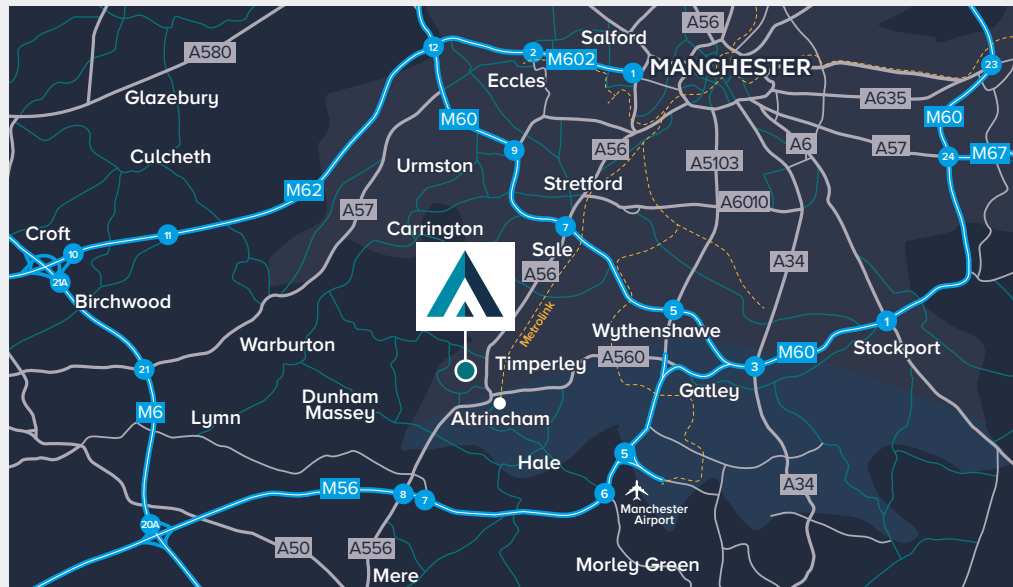 A56
Salford
12
2
M602
A580
1
MANCHESTER
23
Eccles
Glazebury
A635
M60
M60
A6
Culcheth
9
A56
A57
24
M67
Urmston
A5103
M62
Stretford
A57
A6010
Carrington
7
Croft
11
Sale
10
A34
A56
21A
Birchwood
5
Metrolink
Wythenshawe
1
Warburton
M60
Stockport
Timperley
A560
21
3
Gatley
Dunham
Massey
M6
Lymn
Altrincham
5
Hale
M56
8
7
6
A34
Manchester
Airport
20A
A50
A556
Morley Green
Mere